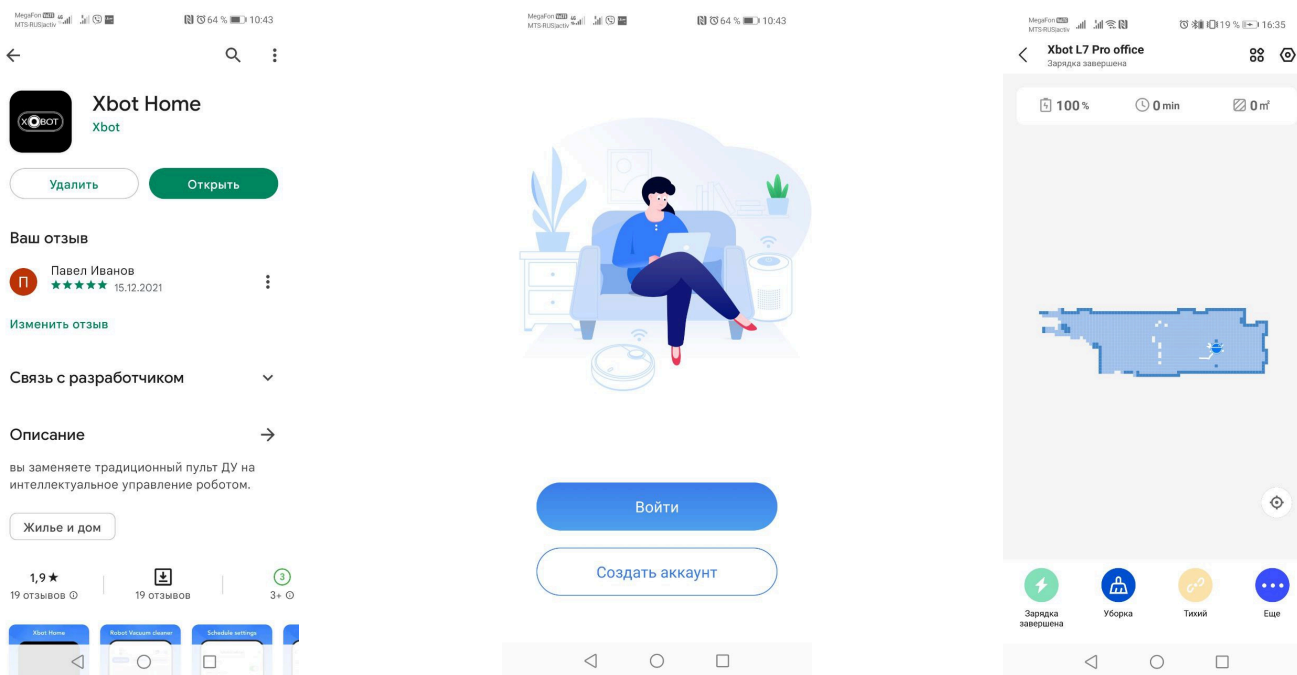 MegaFon VoLTE
MTS-RUS|activ
64 % 10:43
XOBOT
Xbot Home
Xbot
Удалить
Открыть
Ваш отзыв
П
Павел Иванов
★★★★★ 15.12.2021
Изменить отзыв
Связь с разработчиком
Описание
вы заменяете традиционный пульт ДУ на
интеллектуальное управление роботом.
Жилье и дом
1,9★
19 отзывов
19 отзывов
3
3+
Xbot Home
Robot Vacuum cleaner
Schedule settings
MegaFon VoLTE
MTS-RUS|activ
64 % 10:43
Войти
Создать аккаунт
MegaFon VoLTE
MTS-RUS|activ
19 % 16:35
Xbot L7 Pro office
Зарядка завершена
100 %
0 min
0 ㎡
Зарядка
завершена
Уборка
Тихий
Еще